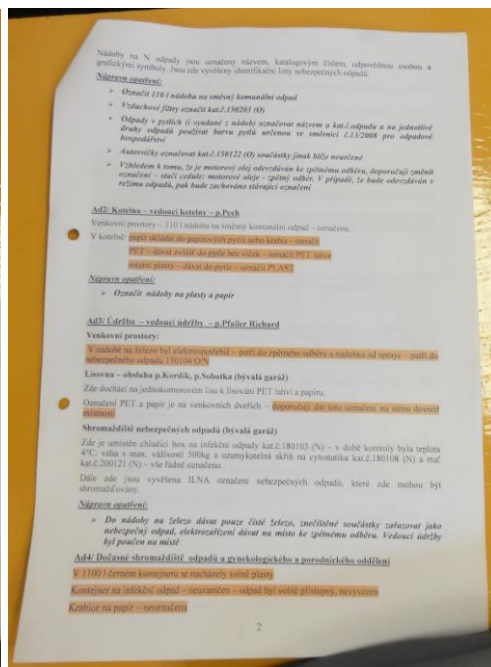 Nádoby na N odpady jsou označeny názvem, katalogovým číslem, odpovědnou osobou a
grafickými symboly. Jsou zde vyvěšeny identifikační listy nebezpečných odpadů.
Nápravn opatření:
➢ Označit 110 l nádoba na směsný komunální odpad
➢ Vzduchové filtry označit kat.č.150203 (O)
➢ Odpady v pytlích (i vyndané z nádob) označovat názvem a kat.č.odpadu a na jednotlivé
druhy odpadů používat barvu pytlů určenou ve směrnici č.13/2008 pro odpadové
hospodářství
➢ Autosvíčky označovat kat.č.150122 (O) součástky jinak blíže neurčené
➢ Vzhledem k tomu, že je motorový olej odevzdáván ke zpětnému odběru, doporučuji změnit
označení – stačí cedule: motorové oleje - zpětný odběr. V případě, že bude odevzdáván v
režimu odpadů, pak bude zachováno stávající označení
Ad2/ Kotelna – vedoucí kotelny – p.Pech
Venkovní prostory – 110 l nádoba na směsný komunální odpad – označena.
V kotelně: papír ukládat do papírových pytlů nebo krabic - označit
PET – dávat zvlášť do pytle bez víček – označit PET lahve
ostatní plasty – dávat do pytle – označit PLAST
Nápravn opatření:
➢ Označit nádoby na plasty a papír
Ad3/ Údržba – vedoucí údržby – p.Pfailer Richard
Venkovní prostory:
V nádobě na železo byl elektrospotřebič – patří do zpětného odběru a nádobka od spraye – patří do
nebezpečného odpadu 150104 O/N
Lisovna – obsluha p.Kordík, p.Sobotka (bývalá garáž)
Zde dochází na jednokomorovém lisu k lisování PET lahví a papíru.
Označení PET a papír je na venkovních dveřích – doporučuji dát toto označení na stěnu dovnitř
místnosti
Shromaždiště nebezpečných odpadů (bývalá garáž)
Zde je umístěn chladící box na infekční odpady kat.č.180103 (N) – v době kontroly byla teplota
4°C, váha s max. váživostí 500kg a uzamykatelná skříň na cytostatika kat.č.180108 (N) a rtuť
kat.č.200121 (N) – vše řádně označeno.
Dále zde jsou vyvěšena ILNA označení nebezpečných odpadů, které zde mohou být
shromažďovány.
Nápravn opatření:
➢ Do nádoby na železo dávat pouze čisté železo, znečištěné součástky zařazovat jako
nebezpečný odpad, elektrozařízení dávat na místo ke zpětnému odběru. Vedoucí údržby
byl poučen na místě
Ad4/ Dočasné shromaždiště odpadů u gynekologického a porodnického oddělení
V 1100 l černém kontejneru se nacházely volně plasty
Kontejner na infekční odpad – neuzamčen - odpad byl volně přístupný, nevyvezen
Krabice na papír – neoznačena
2